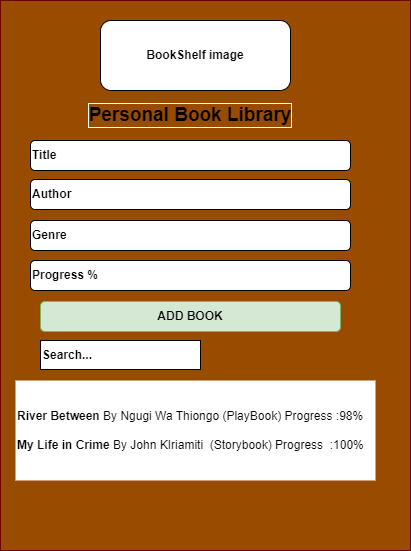 BookShelf image
Personal Book Library
Title
Author
Genre
Progress %
ADD BOOK
Search...
River Between By Ngugi Wa Thiongo (PlayBook) Progress :98%
My Life in Crime By John KIriamiti  (Storybook) Progress  :100%